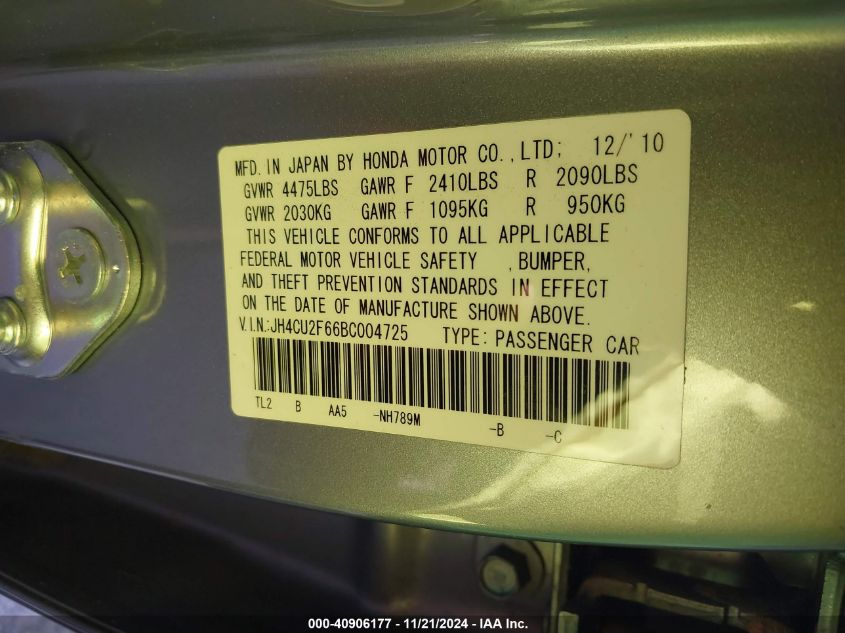 MFD. IN JAPAN BY HONDA MOTOR CO., LTD; 12/'10
GVWR 4475LBS GAWR F 2410LBS R 2090LBS
GVWR 2030KG GAWR F 1095KG R 950KG
THIS VEHICLE CONFORMS TO ALL APPLICABLE
FEDERAL MOTOR VEHICLE SAFETY , BUMPER,
AND THEFT PREVENTION STANDARDS IN EFFECT
ON THE DATE OF MANUFACTURE SHOWN ABOVE.
V.I.N.:JH4CU2F66BC004725 TYPE: PASSENGER CAR
TL2 B AA5 -NH789M -B -C
000-40906177 - 11/21/2024 - IAA Inc.